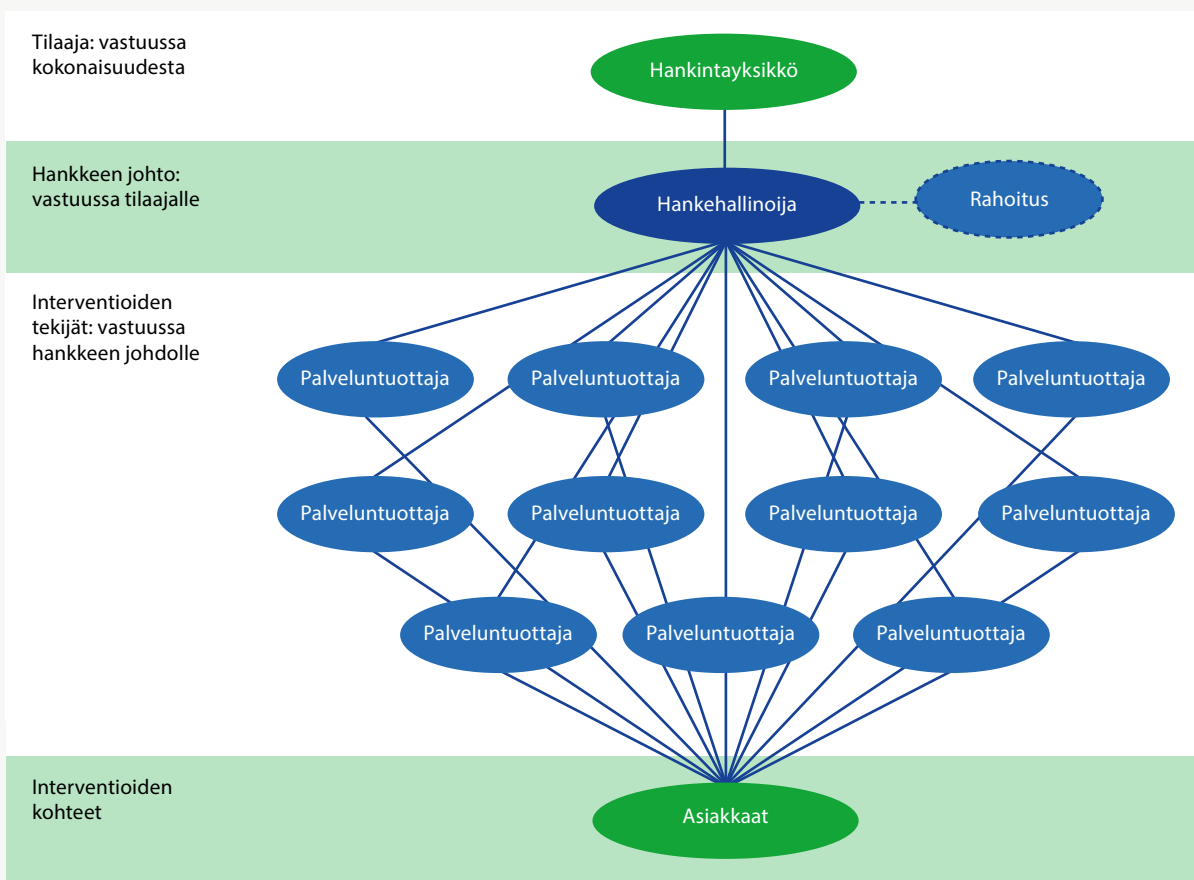 Tilaaja: vastuussa
kokonaisuudesta
Hankintayksikkö
Hankkeen johto:
vastuussa tilaajalle
Hankehallinoija
Rahoitus
Interventioiden
tekijät: vastuussa
hankkeen johdolle
Palveluntuottaja
Palveluntuottaja
Palveluntuottaja
Palveluntuottaja
Palveluntuottaja
Palveluntuottaja
Palveluntuottaja
Palveluntuottaja
Palveluntuottaja
Palveluntuottaja
Palveluntuottaja
Interventioiden
kohteet
Asiakkaat